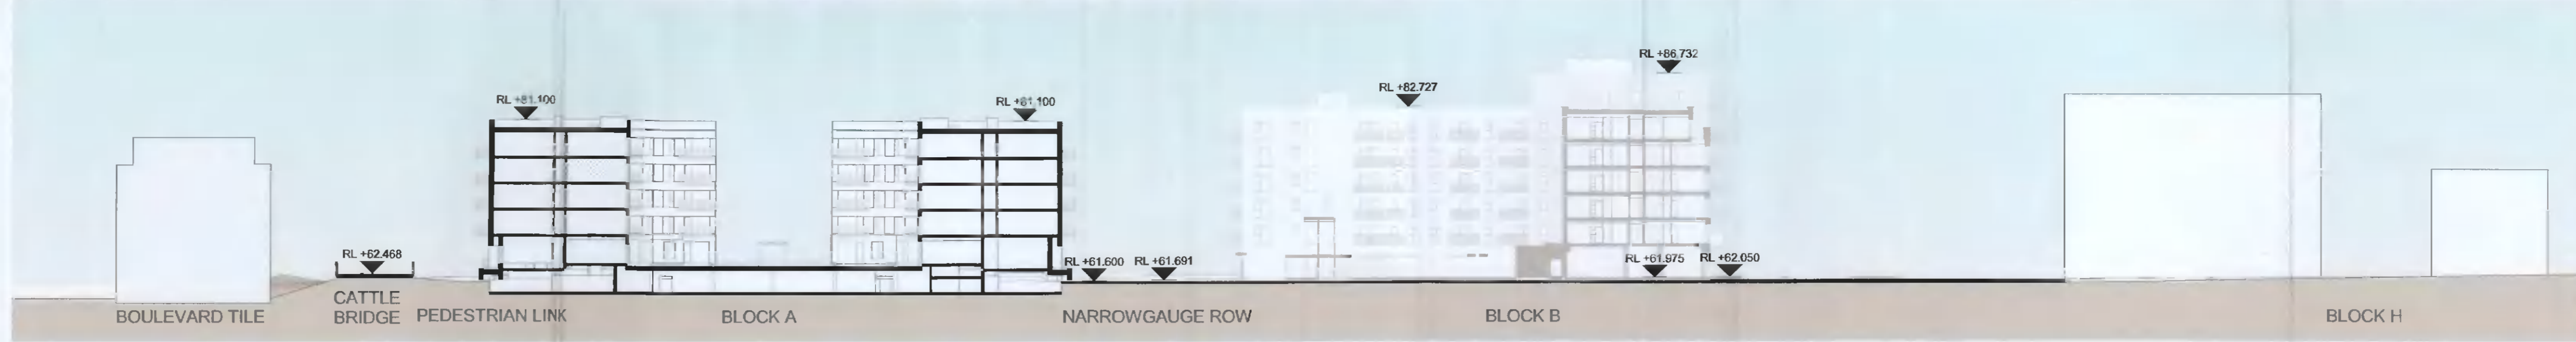 RL +86.732
RL +82.727
RL +81.100
RL +81.100
RL +62.468
RL +61.600
RL +61.691
RL +61.975
RL +62.050
CATTLE
BRIDGE
BOULEVARD TILE
PEDESTRIAN LINK
BLOCK A
NARROWGAUGE ROW
BLOCK B
BLOCK H